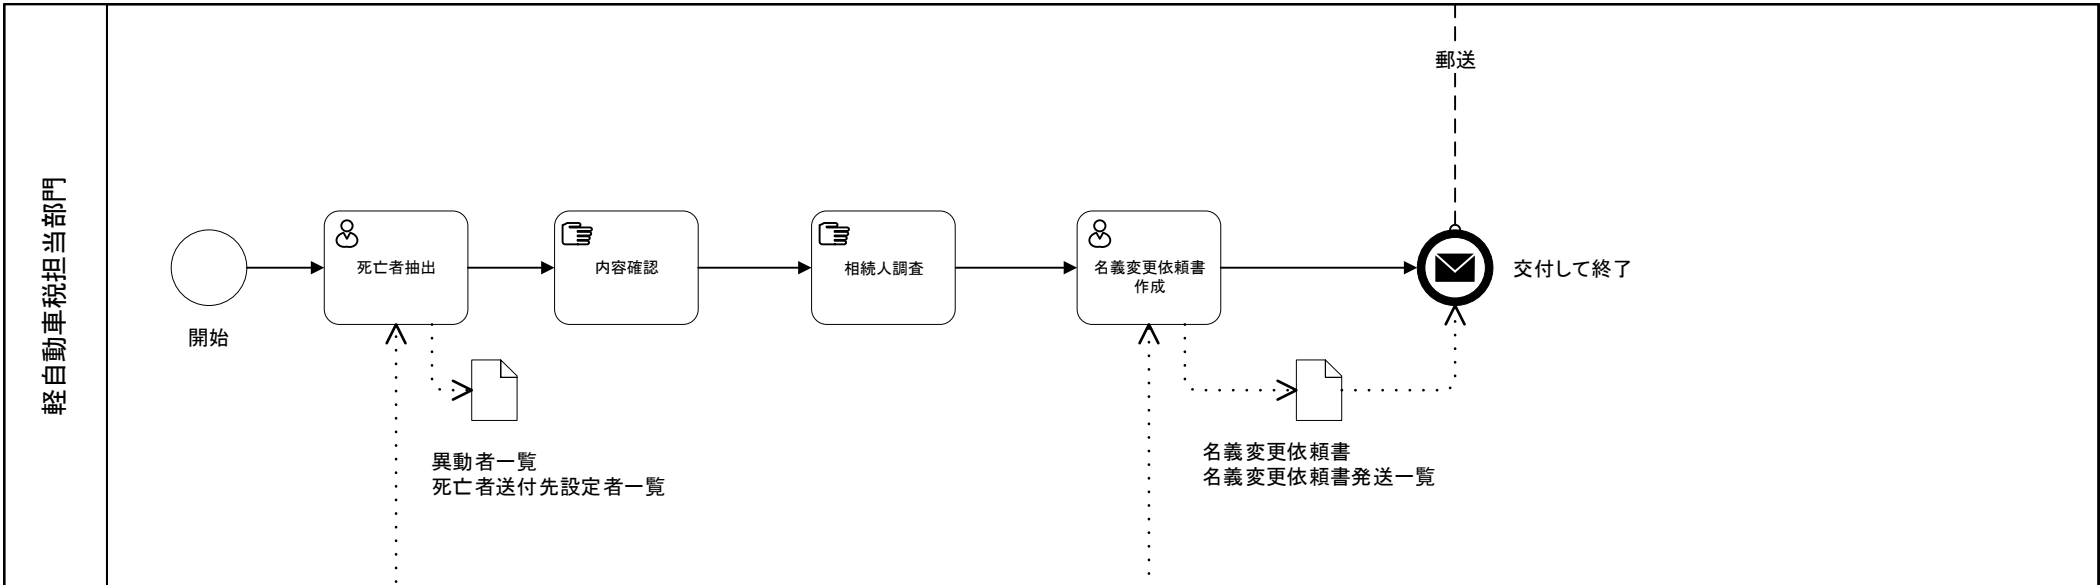 軽自動車税担当部門
郵送
開始
死亡者抽出
内容確認
相続人調査
名義変更依頼書
作成
交付して終了
異動者一覧
死亡者送付先設定者一覧
名義変更依頼書
名義変更依頼書発送一覧